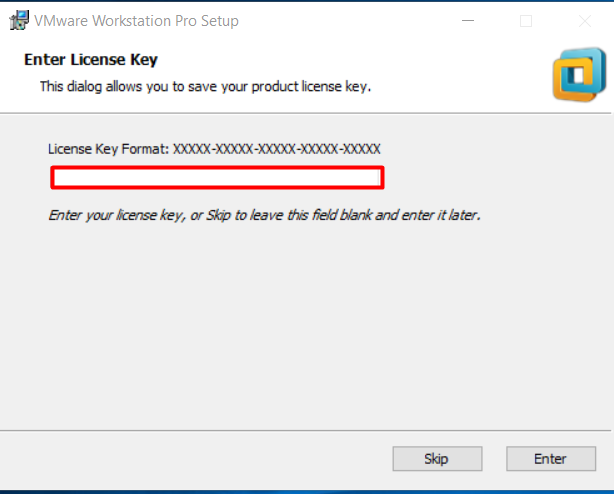 VMware Workstation Pro Setup
Enter License Key
This dialog allows you to save your product license key.
License Key Format: XXXXX-XXXXX-XXXXX-XXXXX-XXXXX
Enter your license key, or Skip to leave this field blank and enter it later.
Skip
Enter